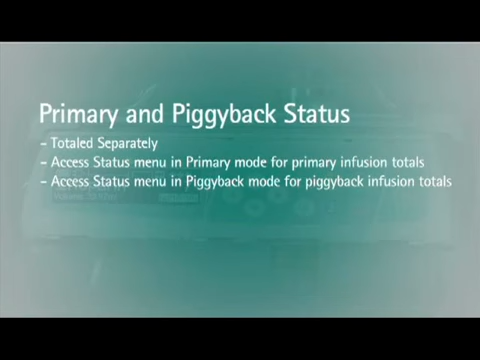 Primary and Piggyback Status
- Totaled Separately
- Access Status menu in Primary mode for primary infusion totals
- Access Status menu in Piggyback mode for piggyback infusion totals